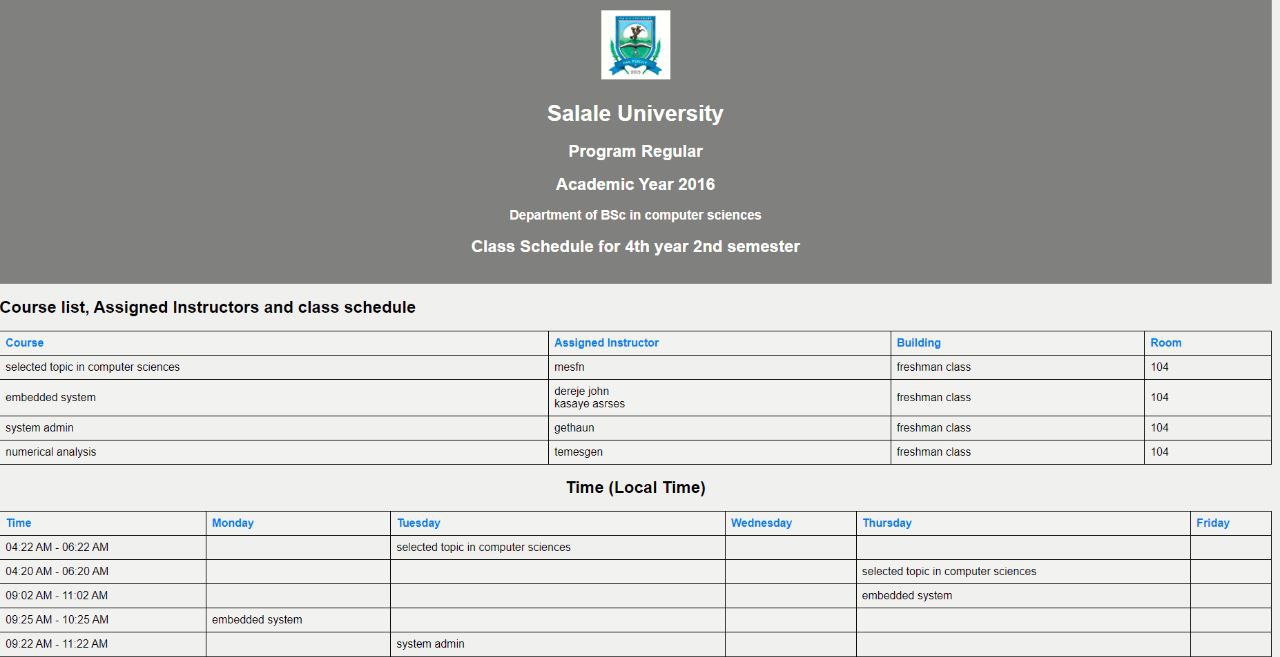 Salale University
Program Regular
Academic Year 2016
Department of BSc in computer sciences
Class Schedule for 4th year 2nd semester
Course list, Assigned Instructors and class schedule
Course Assigned Instructor Building Room
selected topic in computer sciences mesfn freshman class 104
embedded system dereje john kasaye asrses freshman class 104
system admin gethaun freshman class 104
numerical analysis temesgen freshman class 104
Time (Local Time)
Time Monday Tuesday Wednesday Thursday Friday
04:22 AM - 06:22 AM selected topic in computer sciences
04:20 AM - 06:20 AM selected topic in computer sciences
09:02 AM - 11:02 AM embedded system
09:25 AM - 10:25 AM embedded system
09:22 AM - 11:22 AM system admin